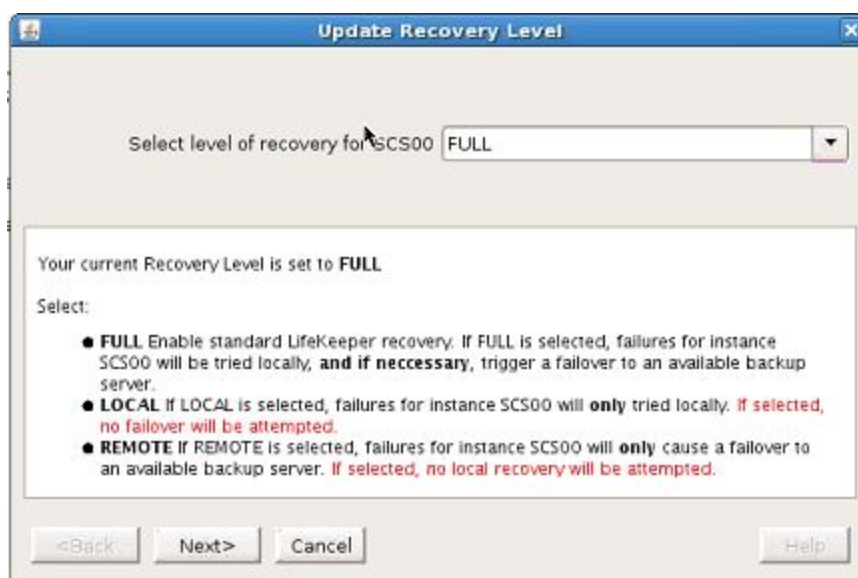 Update Recovery Level
Select level of recovery for SCS00 FULL
Your current Recovery Level is set to FULL
Select:
● FULL Enable standard LifeKeeper recovery. If FULL is selected, failures for instance
SCS00 will be tried locally, and if neccessary, trigger a failover to an available backup
server.
● LOCAL If LOCAL is selected, failures for instance SCS00 will only tried locally. If selected,
no failover will be attempted.
● REMOTE If REMOTE is selected, failures for instance SCS00 will only cause a failover to
an available backup server. If selected, no local recovery will be attempted.
<Back Next> Cancel Help